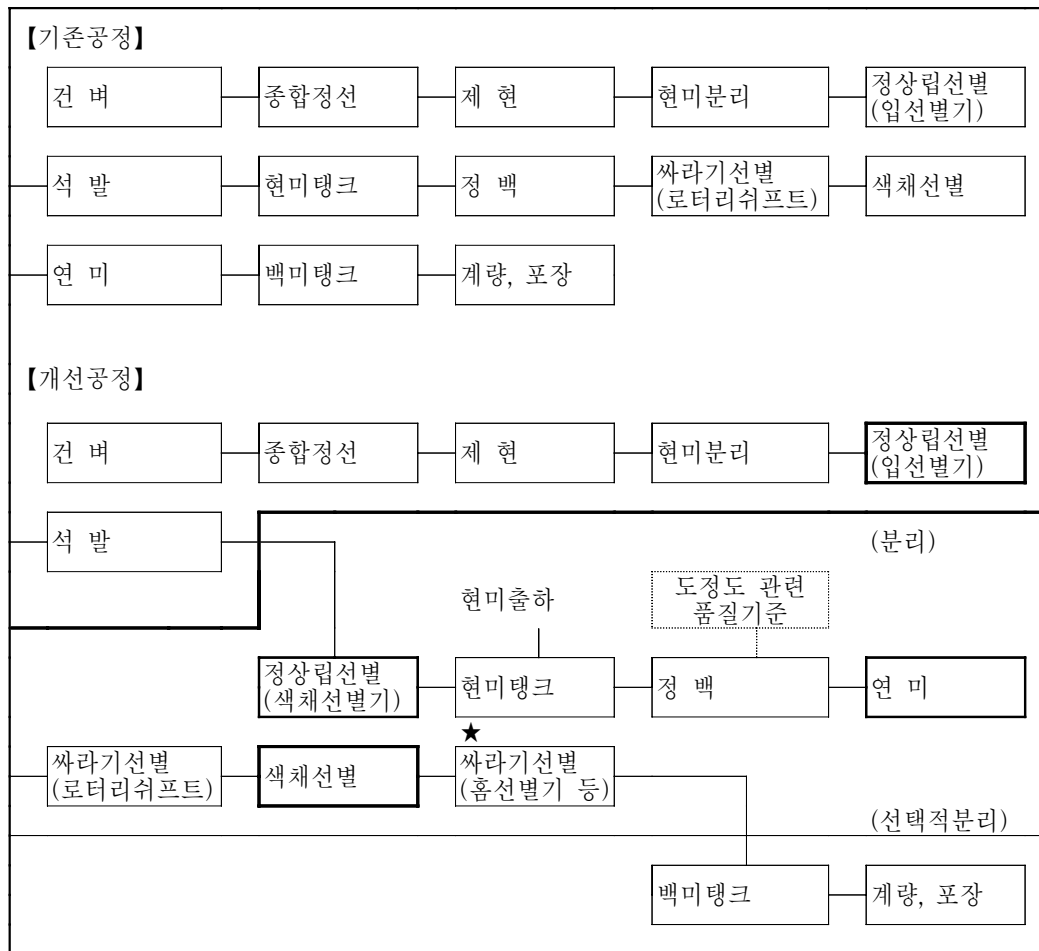 【기존공정】
건 벼
종합정선
제 현
현미분리
정상립선별
(입선별기)
석 발
현미탱크
정 백
싸라기선별
(로터리쉬프트)
색채선별
연 미
백미탱크
계량, 포장
【개선공정】
건 벼
종합정선
제 현
현미분리
정상립선별
(입선별기)
석 발
(분리)
현미출하
도정도 관련
품질기준
정상립선별
(색채선별기)
현미탱크
정 백
연 미
★
싸라기선별
(로터리쉬프트)
색채선별
싸라기선별
(홈선별기 등)
(선택적분리)
백미탱크
계량, 포장